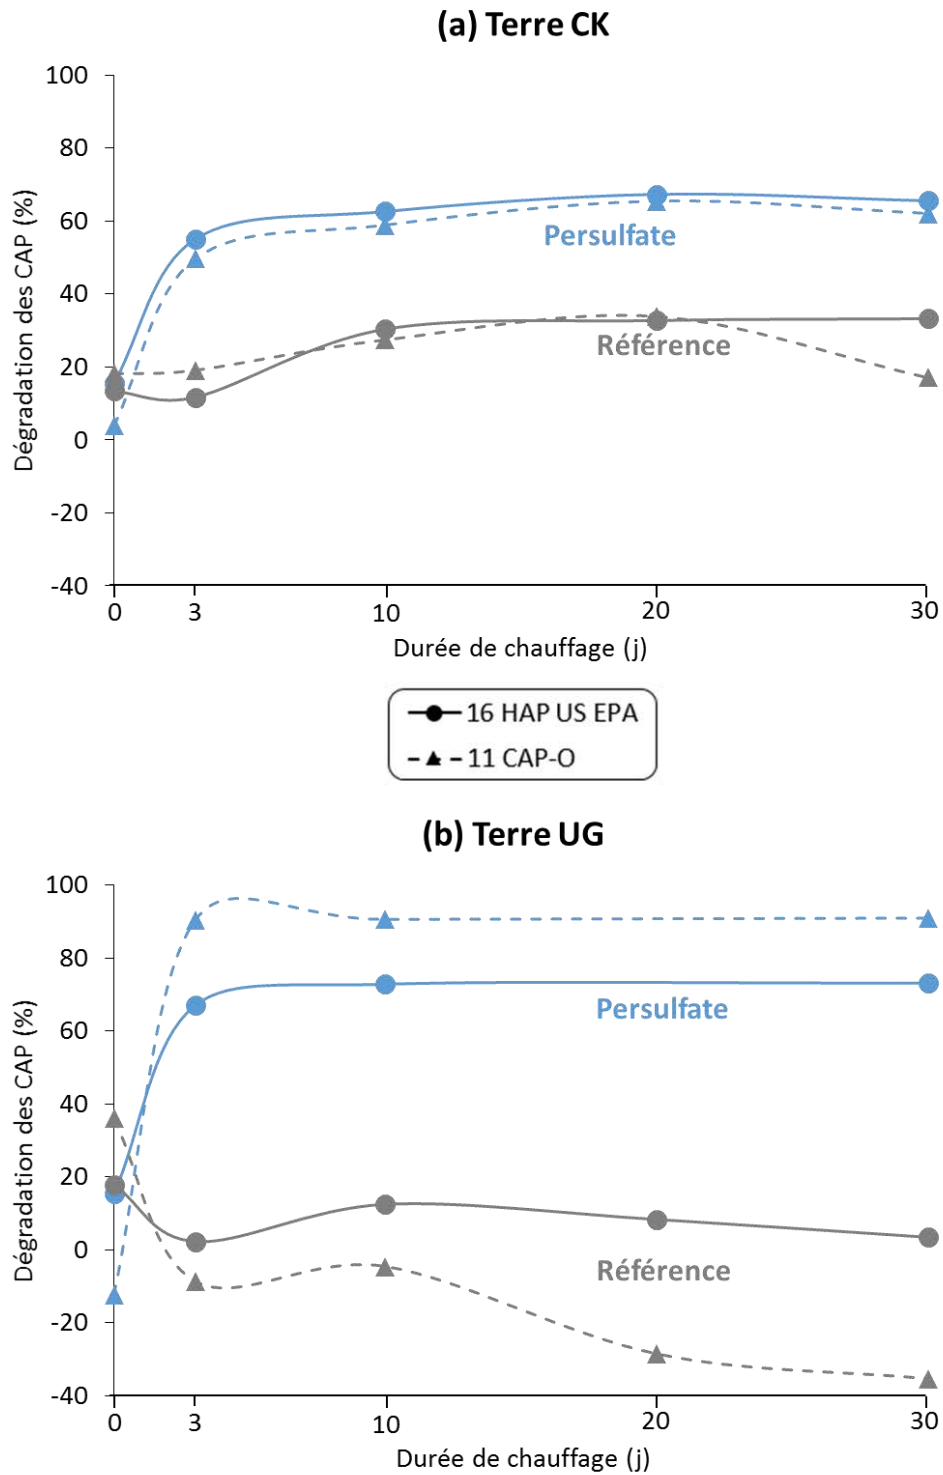 (a) Terre CK
Dégradation des CAP (%)
100
80
60
40
20
0
-20
-40
Persulfate
Référence
0 3 10 20 30
Durée de chauffage (j)
16 HAP US EPA
11 CAP-O
(b) Terre UG
Dégradation des CAP (%)
100
80
60
40
20
0
-20
-40
Persulfate
Référence
0 3 10 20 30
Durée de chauffage (j)